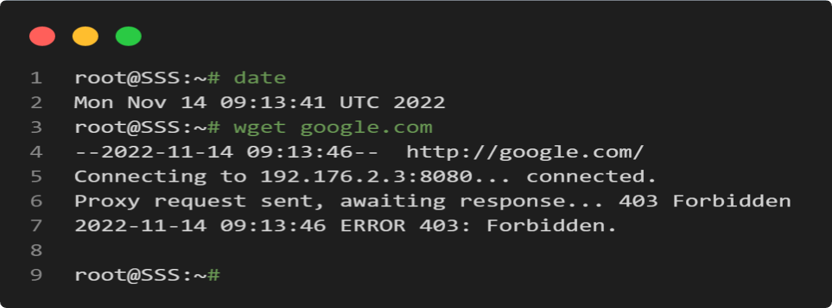 1 root@SSS:~# date
2 Mon Nov 14 09:13:41 UTC 2022
3 root@SSS:~# wget google.com
4 --2022-11-14 09:13:46--  http://google.com/
5 Connecting to 192.176.2.3:8080... connected.
6 Proxy request sent, awaiting response... 403 Forbidden
7 2022-11-14 09:13:46 ERROR 403: Forbidden.
8
9 root@SSS:~#